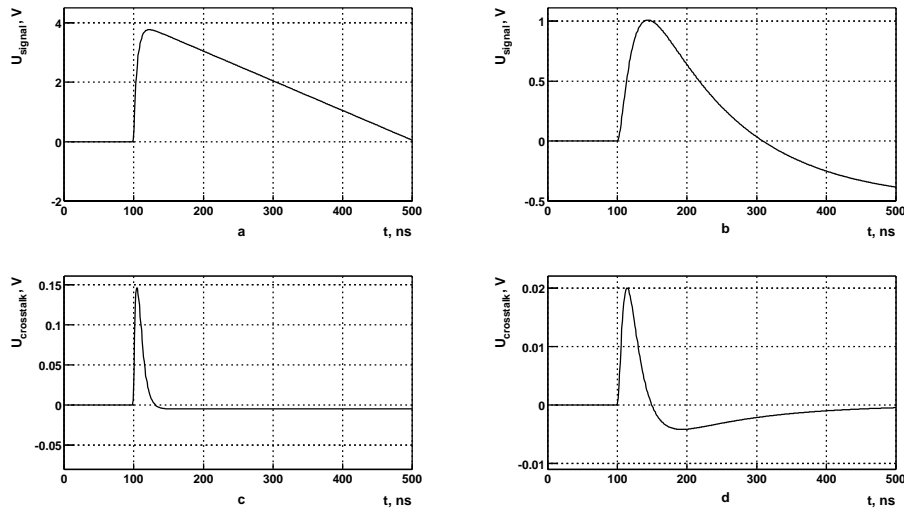 U_signal, V
4
2
0
-2
0 100 200 300 400 500
a t, ns
U_signal, V
1
0.5
0
-0.5
0 100 200 300 400 500
b t, ns
U_crosstalk, V
0.15
0.1
0.05
0
-0.05
0 100 200 300 400 500
c t, ns
U_crosstalk, V
0.02
0.01
0
-0.01
0 100 200 300 400 500
d t, ns